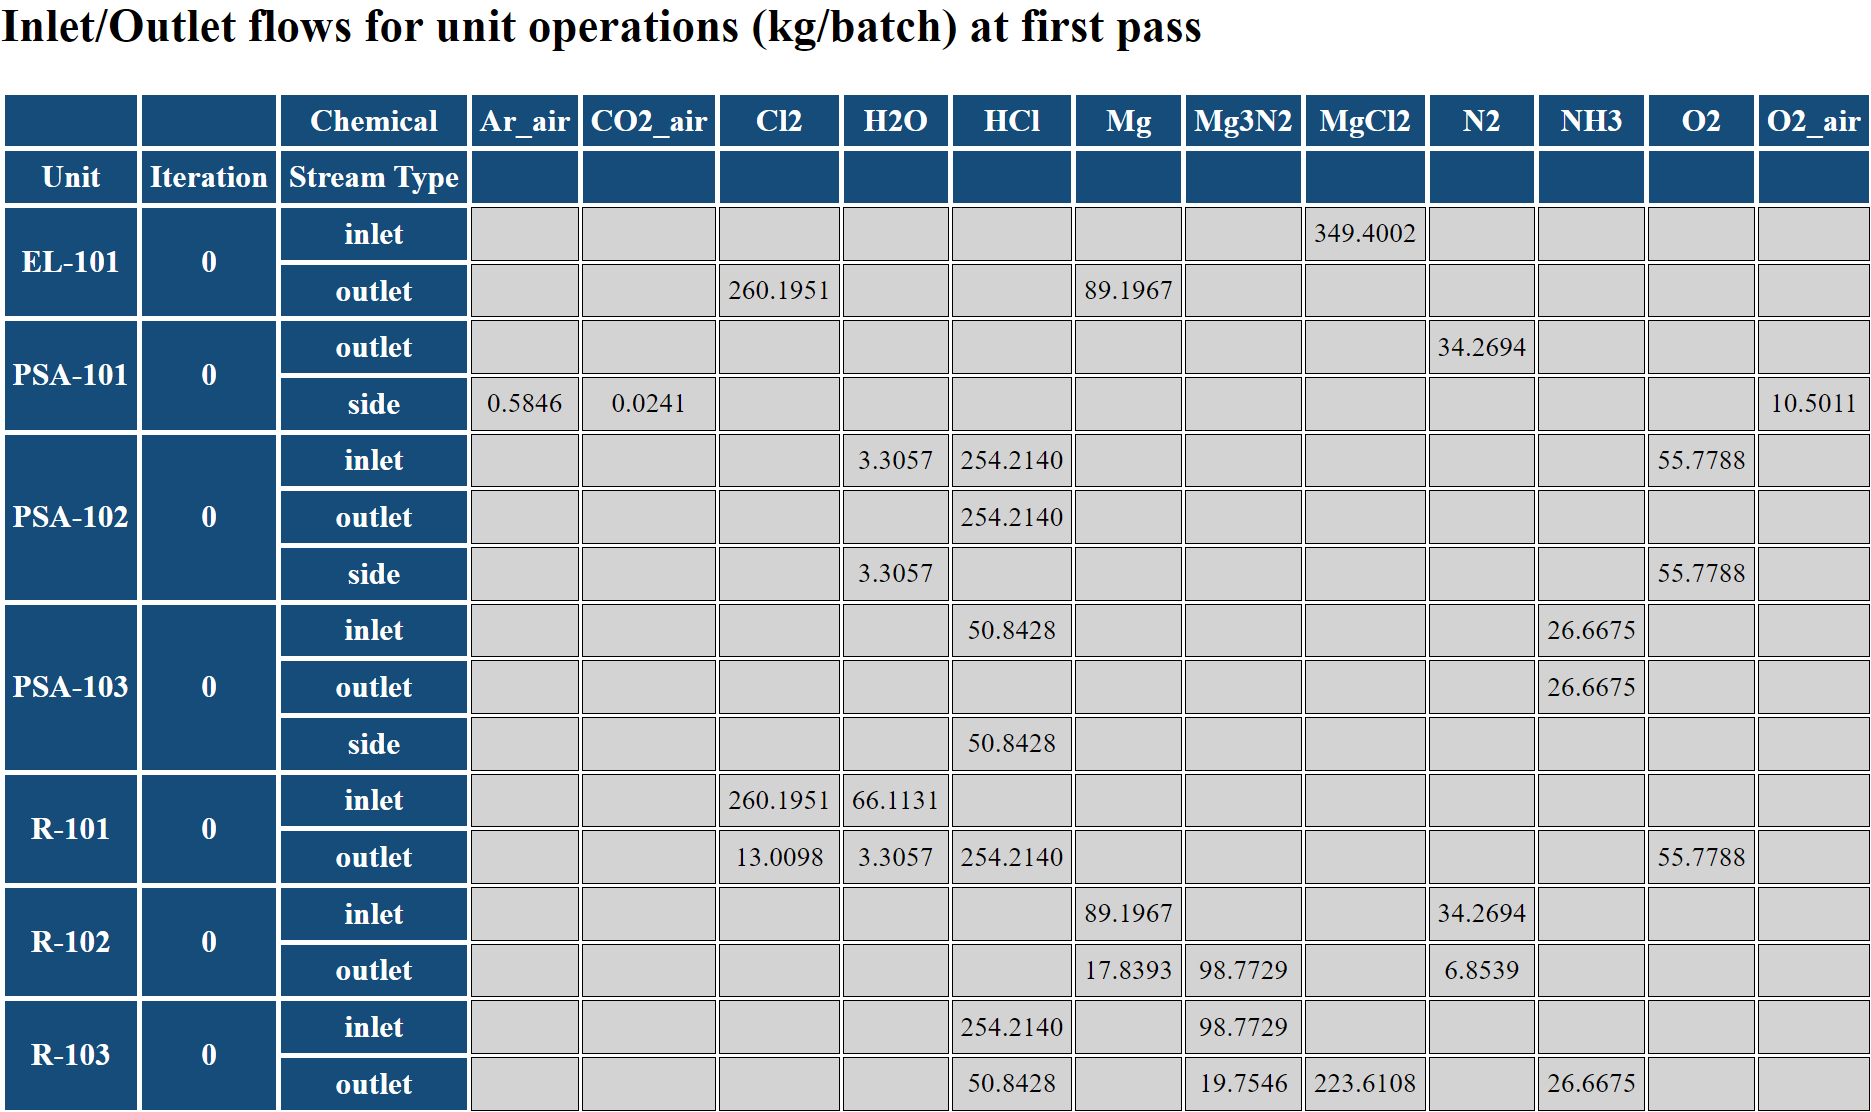 Inlet/Outlet flows for unit operations (kg/batch) at first pass
Chemical Ar_air CO2_air Cl2 H2O HCl Mg Mg3N2 MgCl2 N2 NH3 O2 O2_air
Unit Iteration Stream Type
EL-101 0 inlet 349.4002
outlet 260.1951 89.1967
PSA-101 0 outlet 34.2694
side 0.5846 0.0241 10.5011
PSA-102 0 inlet 3.3057 254.2140 55.7788
outlet 254.2140
side 3.3057 55.7788
PSA-103 0 inlet 50.8428 26.6675
outlet 26.6675
side 50.8428
R-101 0 inlet 260.1951 66.1131
outlet 13.0098 3.3057 254.2140 55.7788
R-102 0 inlet 89.1967 34.2694
outlet 17.8393 98.7729 6.8539
R-103 0 inlet 254.2140 98.7729
outlet 50.8428 19.7546 223.6108 26.6675